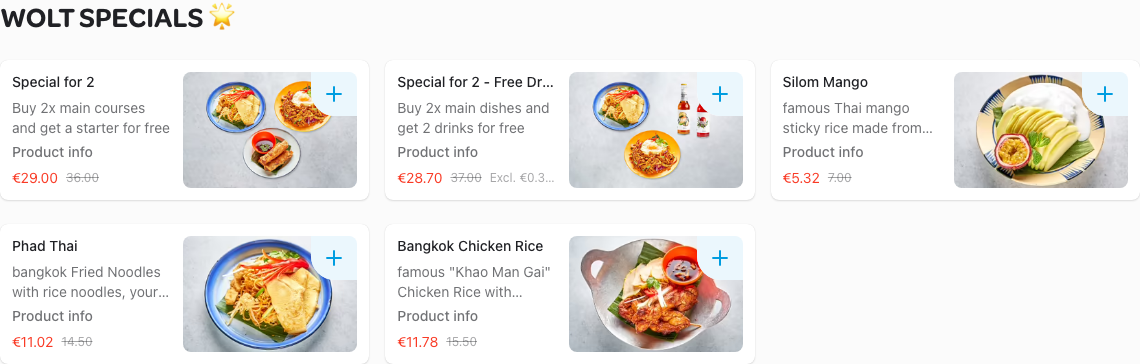 WOLT SPECIALS 🌟
Special for 2
Buy 2x main courses
and get a starter for free
Product info
€29.00 36.00
Special for 2 - Free Dr...
Buy 2x main dishes and
get 2 drinks for free
Product info
€28.70 37.00 Excl. €0.3...
Silom Mango
famous Thai mango
sticky rice made from...
Product info
€5.32 7.00
Phad Thai
bangkok Fried Noodles
with rice noodles, your...
Product info
€11.02 14.50
Bangkok Chicken Rice
famous "Khao Man Gai"
Chicken Rice with...
Product info
€11.78 15.50